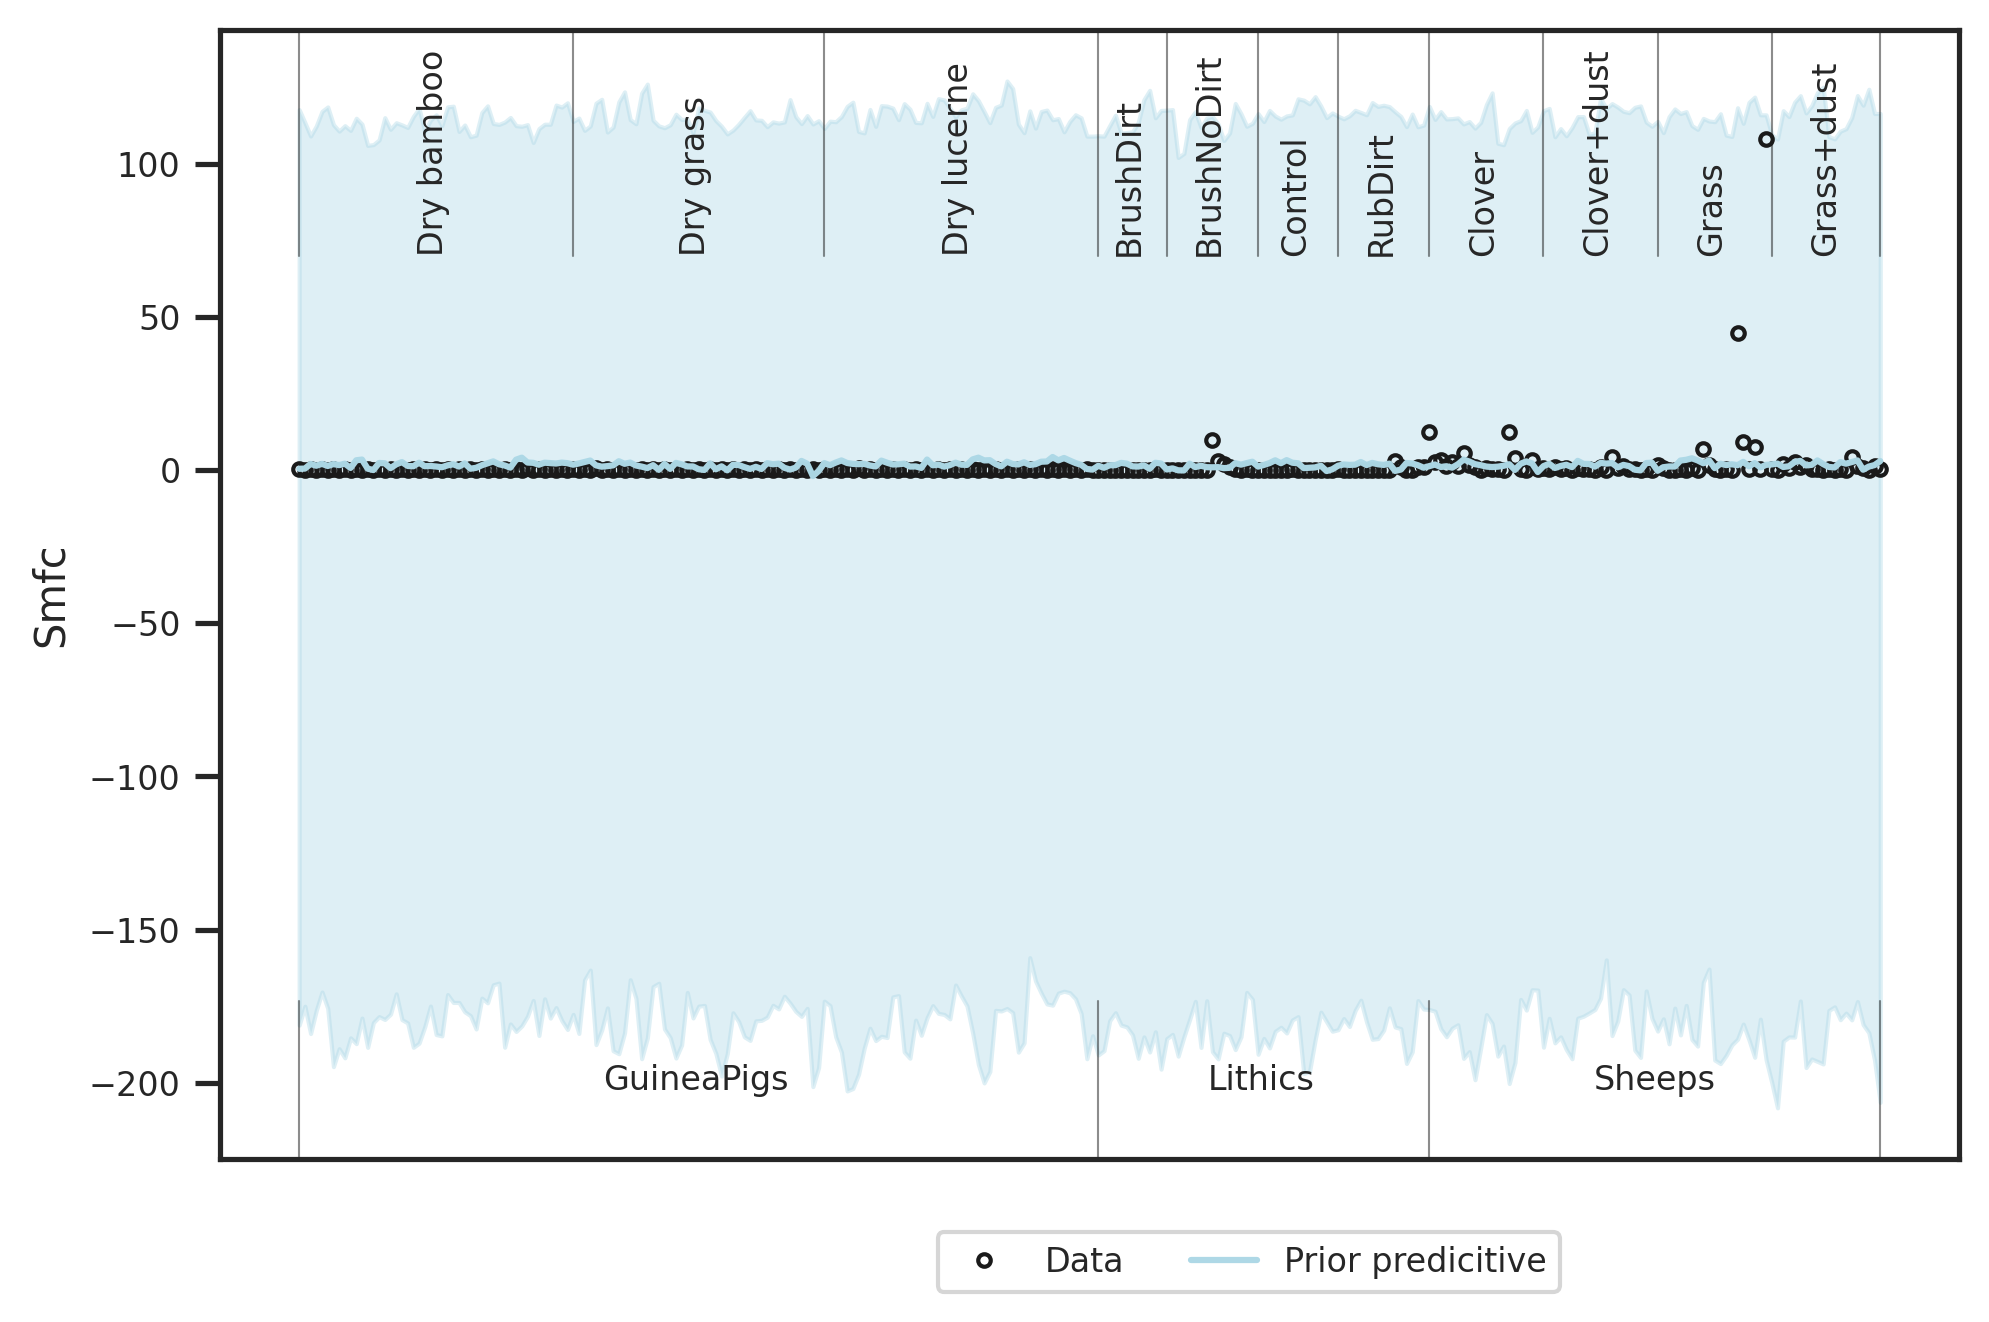 Dry bamboo
Dry grass
Dry lucerne
BrushDirt
BrushNoDirt
Control
RubDirt
Clover
Clover+dust
Grass
Grass+dust
100
50
0
−50
−100
−150
−200
Smfc
GuineaPigs
Lithics
Sheeps
Data
Prior predicitive